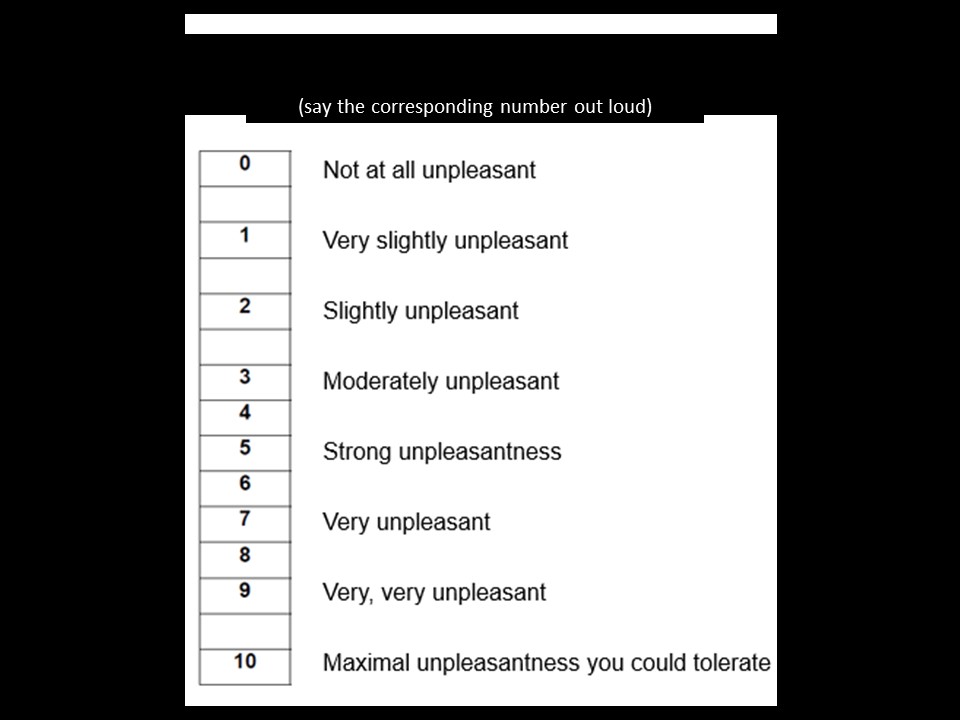 (say the corresponding number out loud)
0 Not at all unpleasant
1 Very slightly unpleasant
2 Slightly unpleasant
3 Moderately unpleasant
4
5 Strong unpleasantness
6
7 Very unpleasant
8
9 Very, very unpleasant
10 Maximal unpleasantness you could tolerate